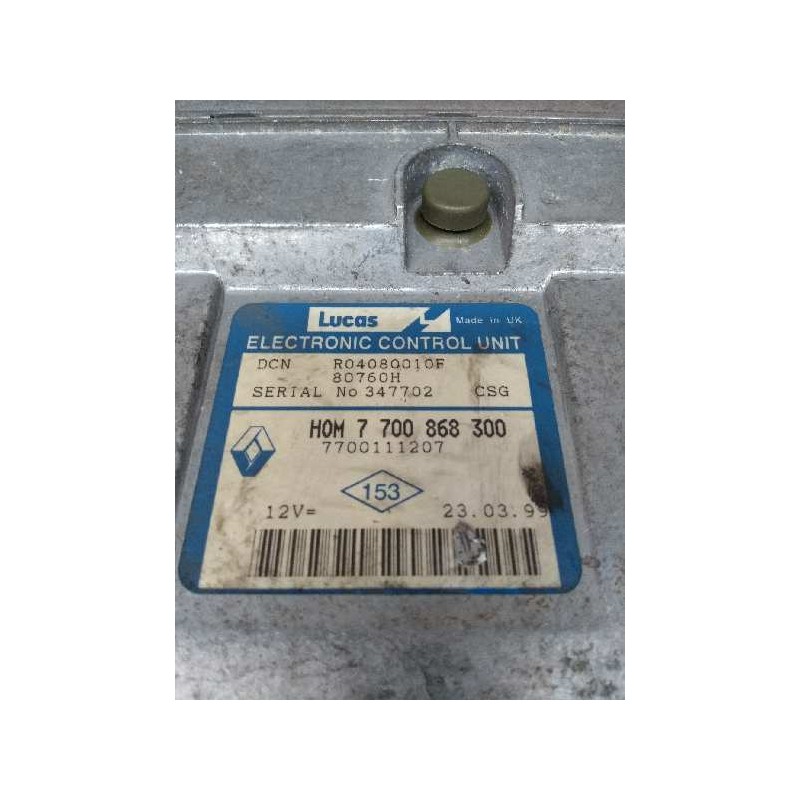 Lucas Made in UK
ELECTRONIC CONTROL UNIT
DCN R04080010F
80760H
SERIAL No 347702 CSG
HOM 7 700 868 300
7700111207
153
12V= 23.03.99